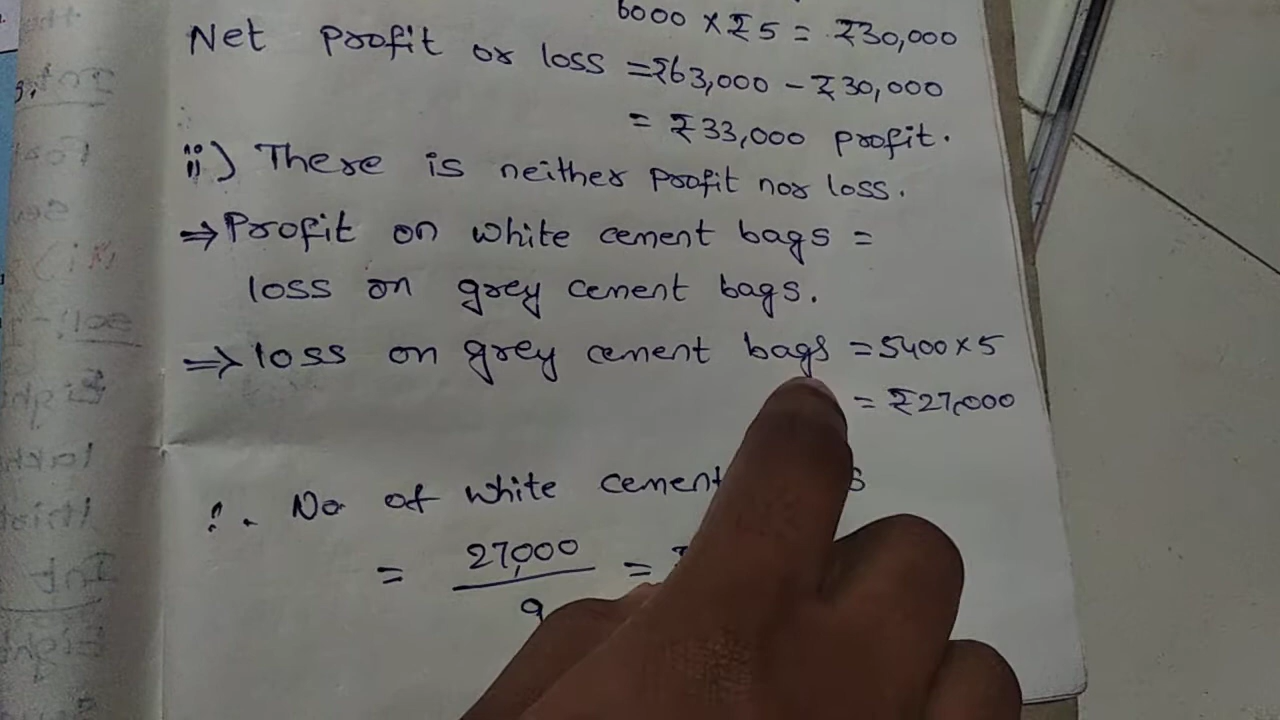 6000 × ₹5 = ₹30,000
Net profit or loss = ₹63,000 - ₹30,000
= ₹33,000 profit.
ii) There is neither profit nor loss.
⇒ Profit on white cement bags =
loss on grey cement bags.
⇒ loss on grey cement bags = 5400 × 5
= ₹27,000
∴ No of white cement
= 27,000 / 9 =